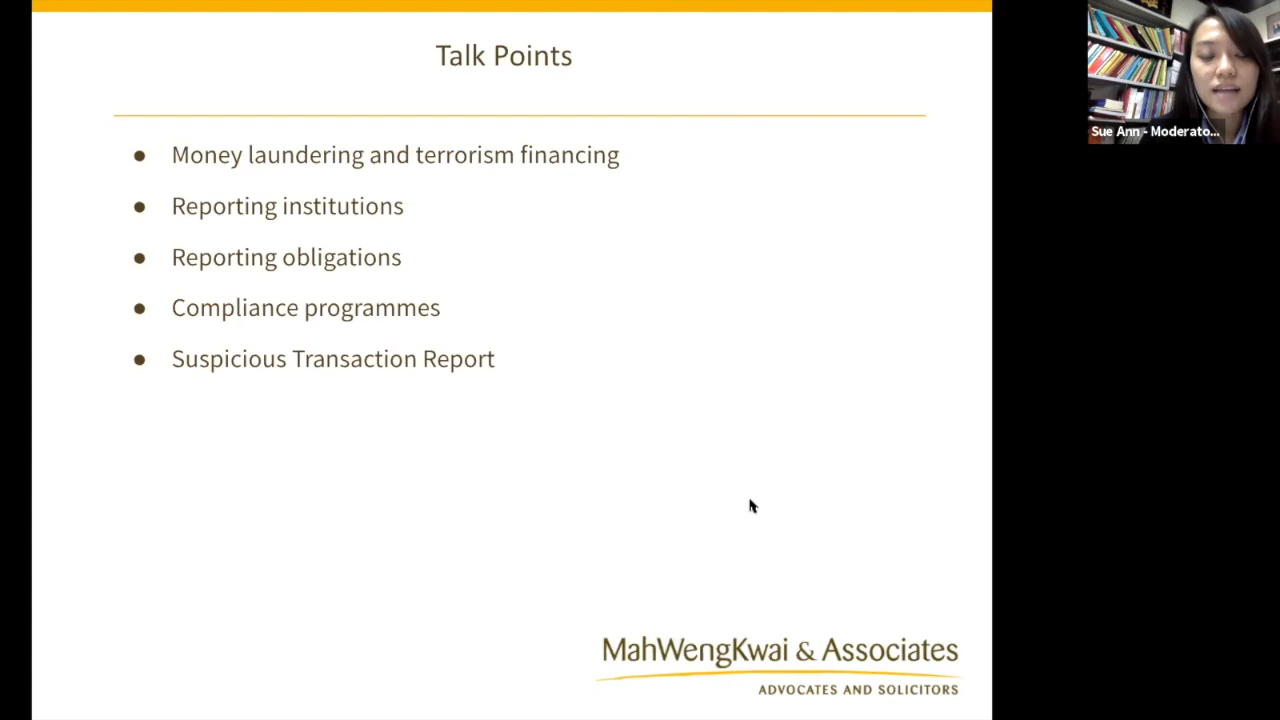 Talk Points
● Money laundering and terrorism financing
● Reporting institutions
● Reporting obligations
● Compliance programmes
● Suspicious Transaction Report
MahWengKwai & Associates
ADVOCATES AND SOLICITORS
Sue Ann - Moderato...